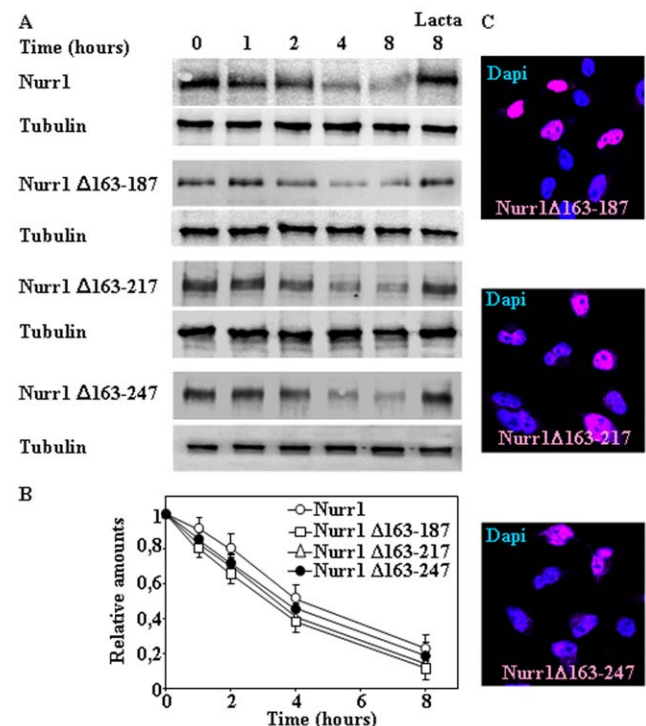 A
Lacta
Time (hours) 0 1 2 4 8 8
Nurr1
Tubulin
Nurr1 Δ163-187
Tubulin
Nurr1 Δ163-217
Tubulin
Nurr1 Δ163-247
Tubulin
B
Relative amounts
1
0,8
0,6
0,4
0,2
0
0 2 4 6 8
Time (hours)
Nurr1
Nurr1 Δ163-187
Nurr1 Δ163-217
Nurr1 Δ163-247
C
Dapi
Nurr1Δ163-187
Dapi
Nurr1Δ163-217
Dapi
Nurr1Δ163-247